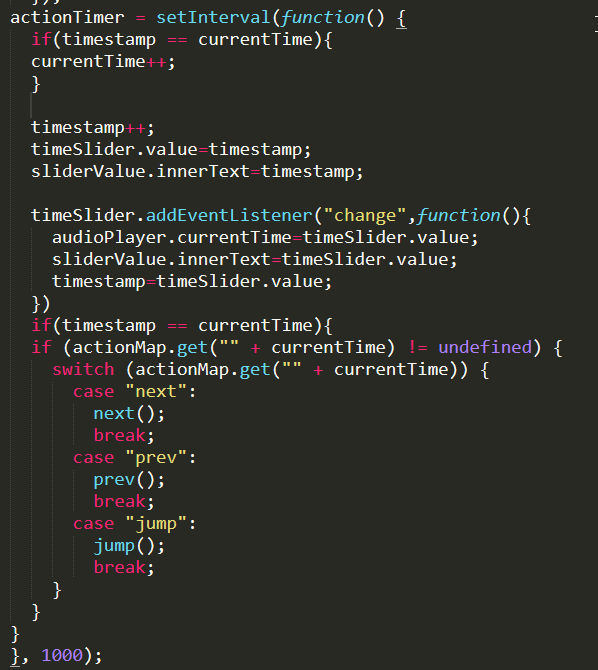 });
actionTimer = setInterval(function() {
if(timestamp == currentTime){
currentTime++;
}
timestamp++;
timeSlider.value=timestamp;
sliderValue.innerText=timestamp;
timeSlider.addEventListener("change",function(){
audioPlayer.currentTime=timeSlider.value;
sliderValue.innerText=timeSlider.value;
timestamp=timeSlider.value;
})
if(timestamp == currentTime){
if (actionMap.get("" + currentTime) != undefined) {
switch (actionMap.get("" + currentTime)) {
case "next":
next();
break;
case "prev":
prev();
break;
case "jump":
jump();
break;
}
}
}
}, 1000);